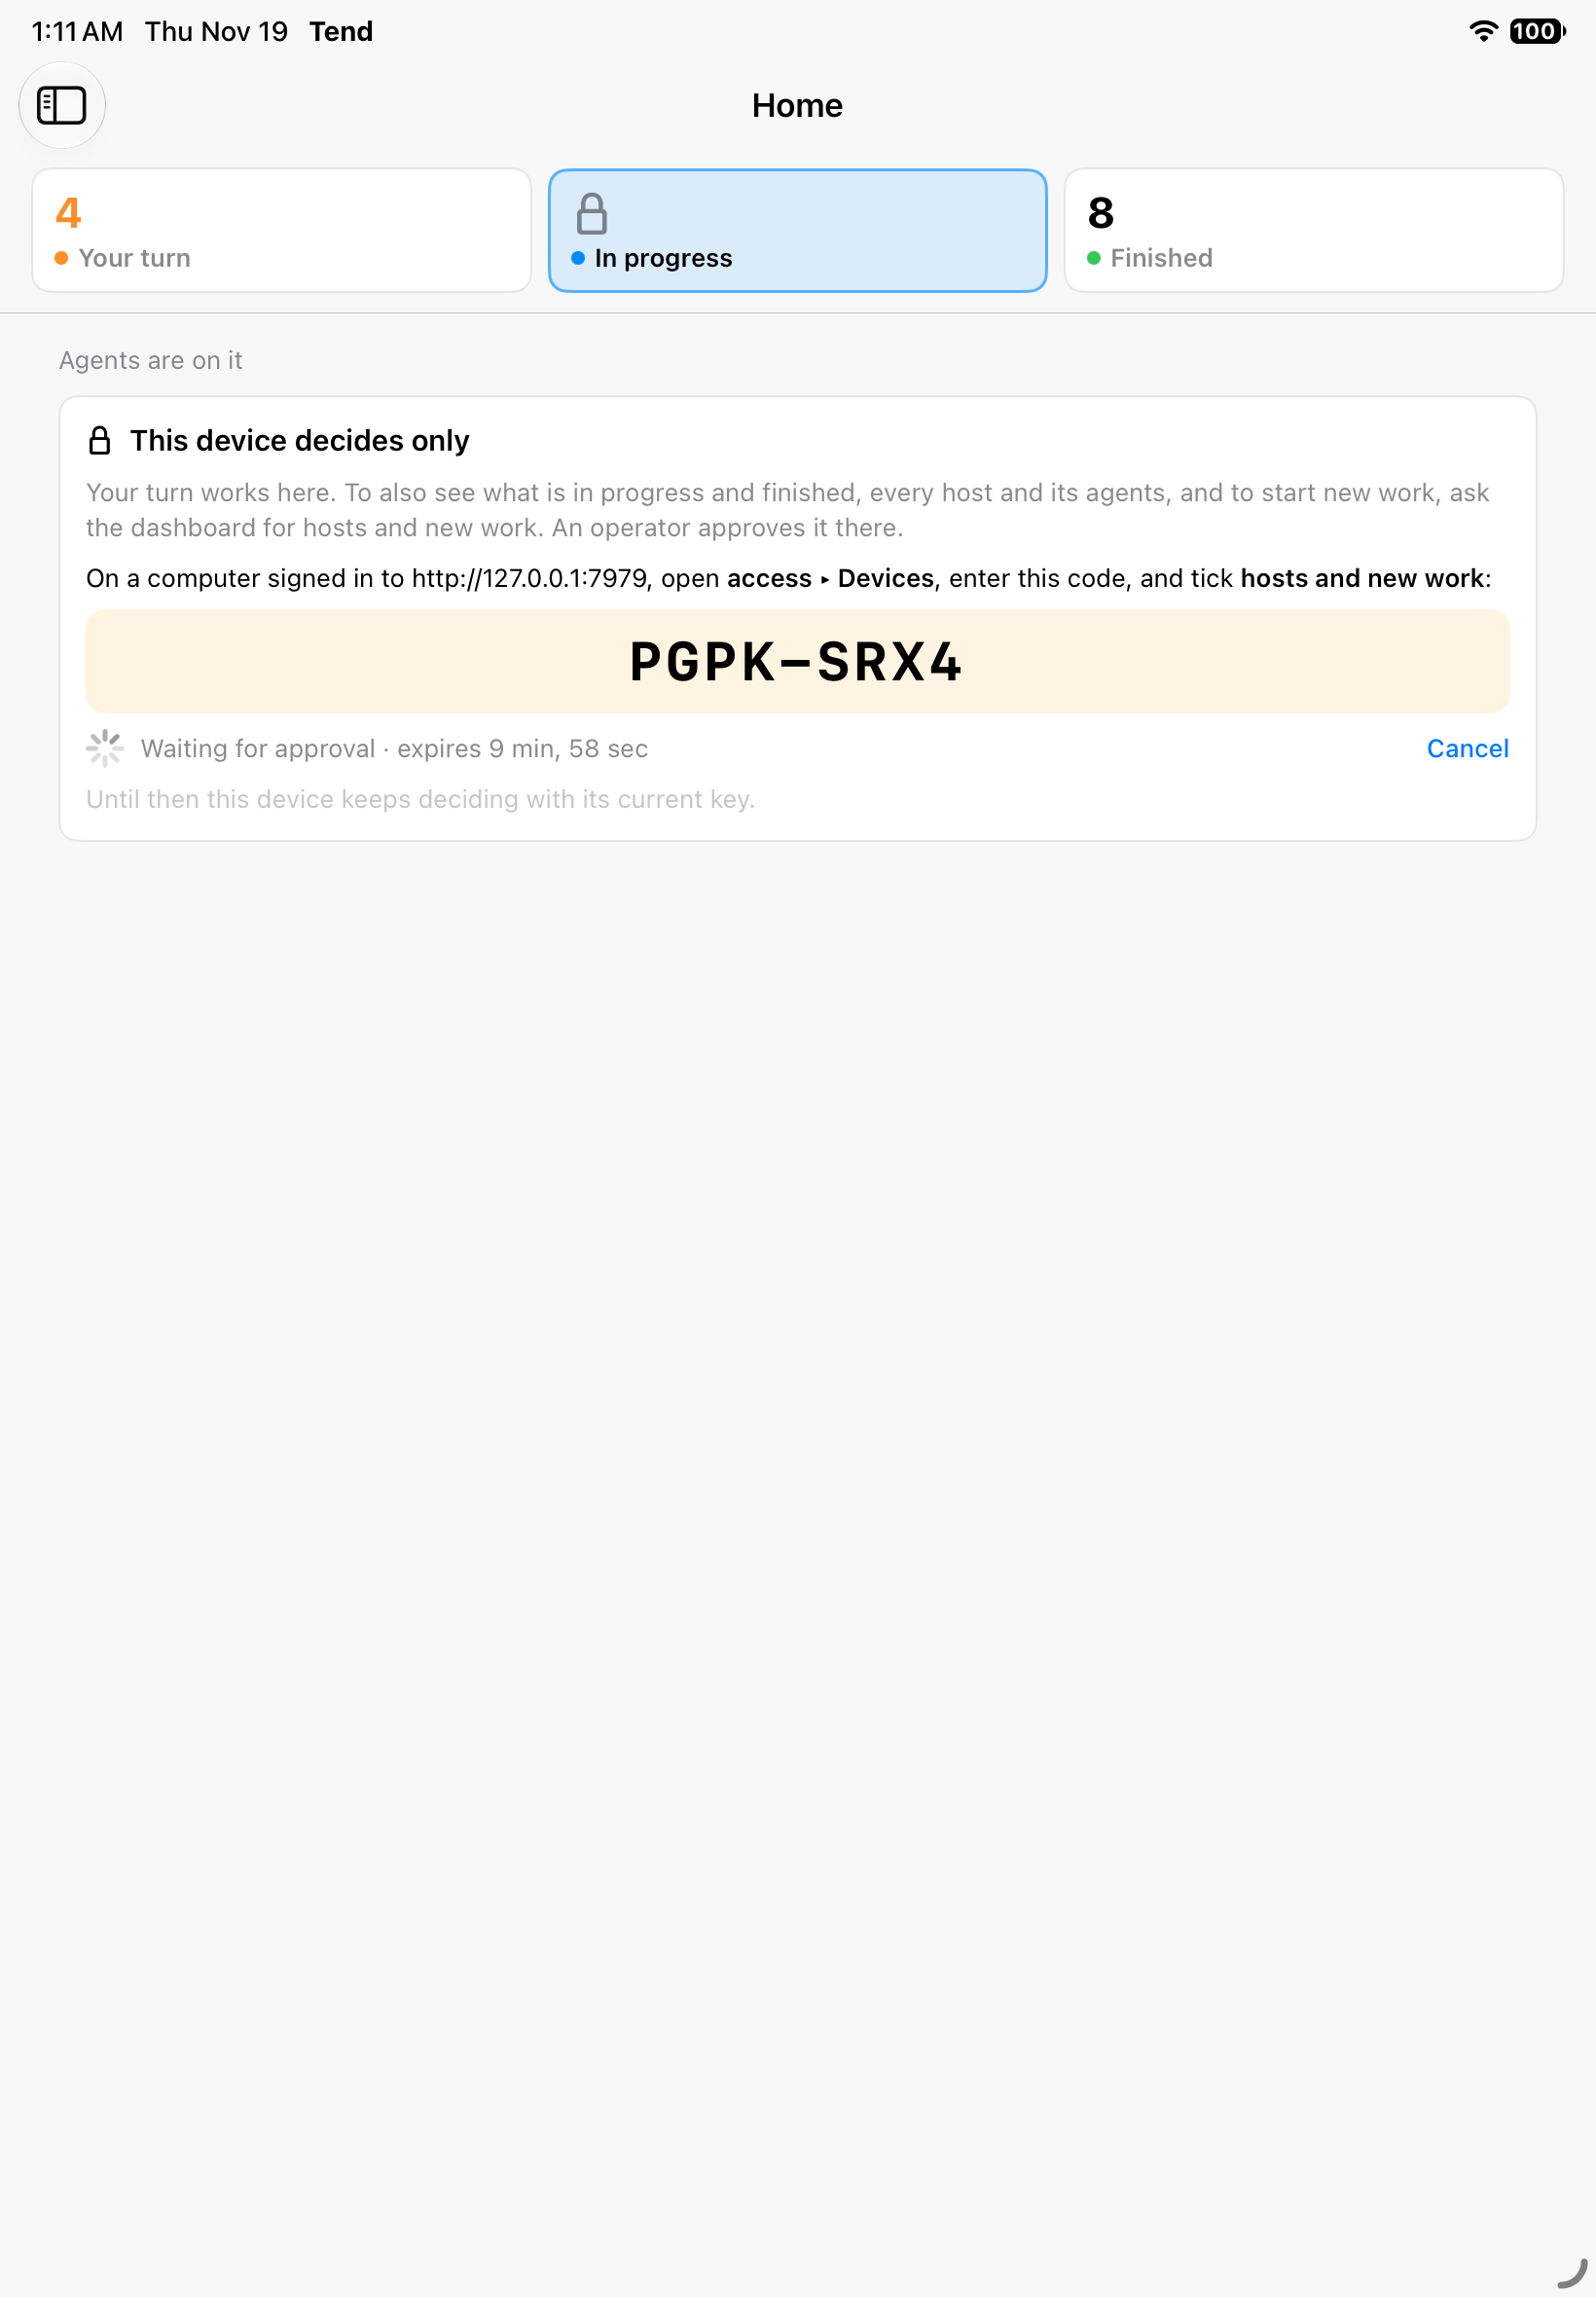 1:11 AM Thu Nov 19 Tend
100
Home
4
Your turn
In progress
8
Finished
Agents are on it
This device decides only
Your turn works here. To also see what is in progress and finished, every host and its agents, and to start new work, ask
the dashboard for hosts and new work. An operator approves it there.
On a computer signed in to http://127.0.0.1:7979, open access ▸ Devices, enter this code, and tick hosts and new work:
PGPK–SRX4
Waiting for approval · expires 9 min, 58 sec
Cancel
Until then this device keeps deciding with its current key.